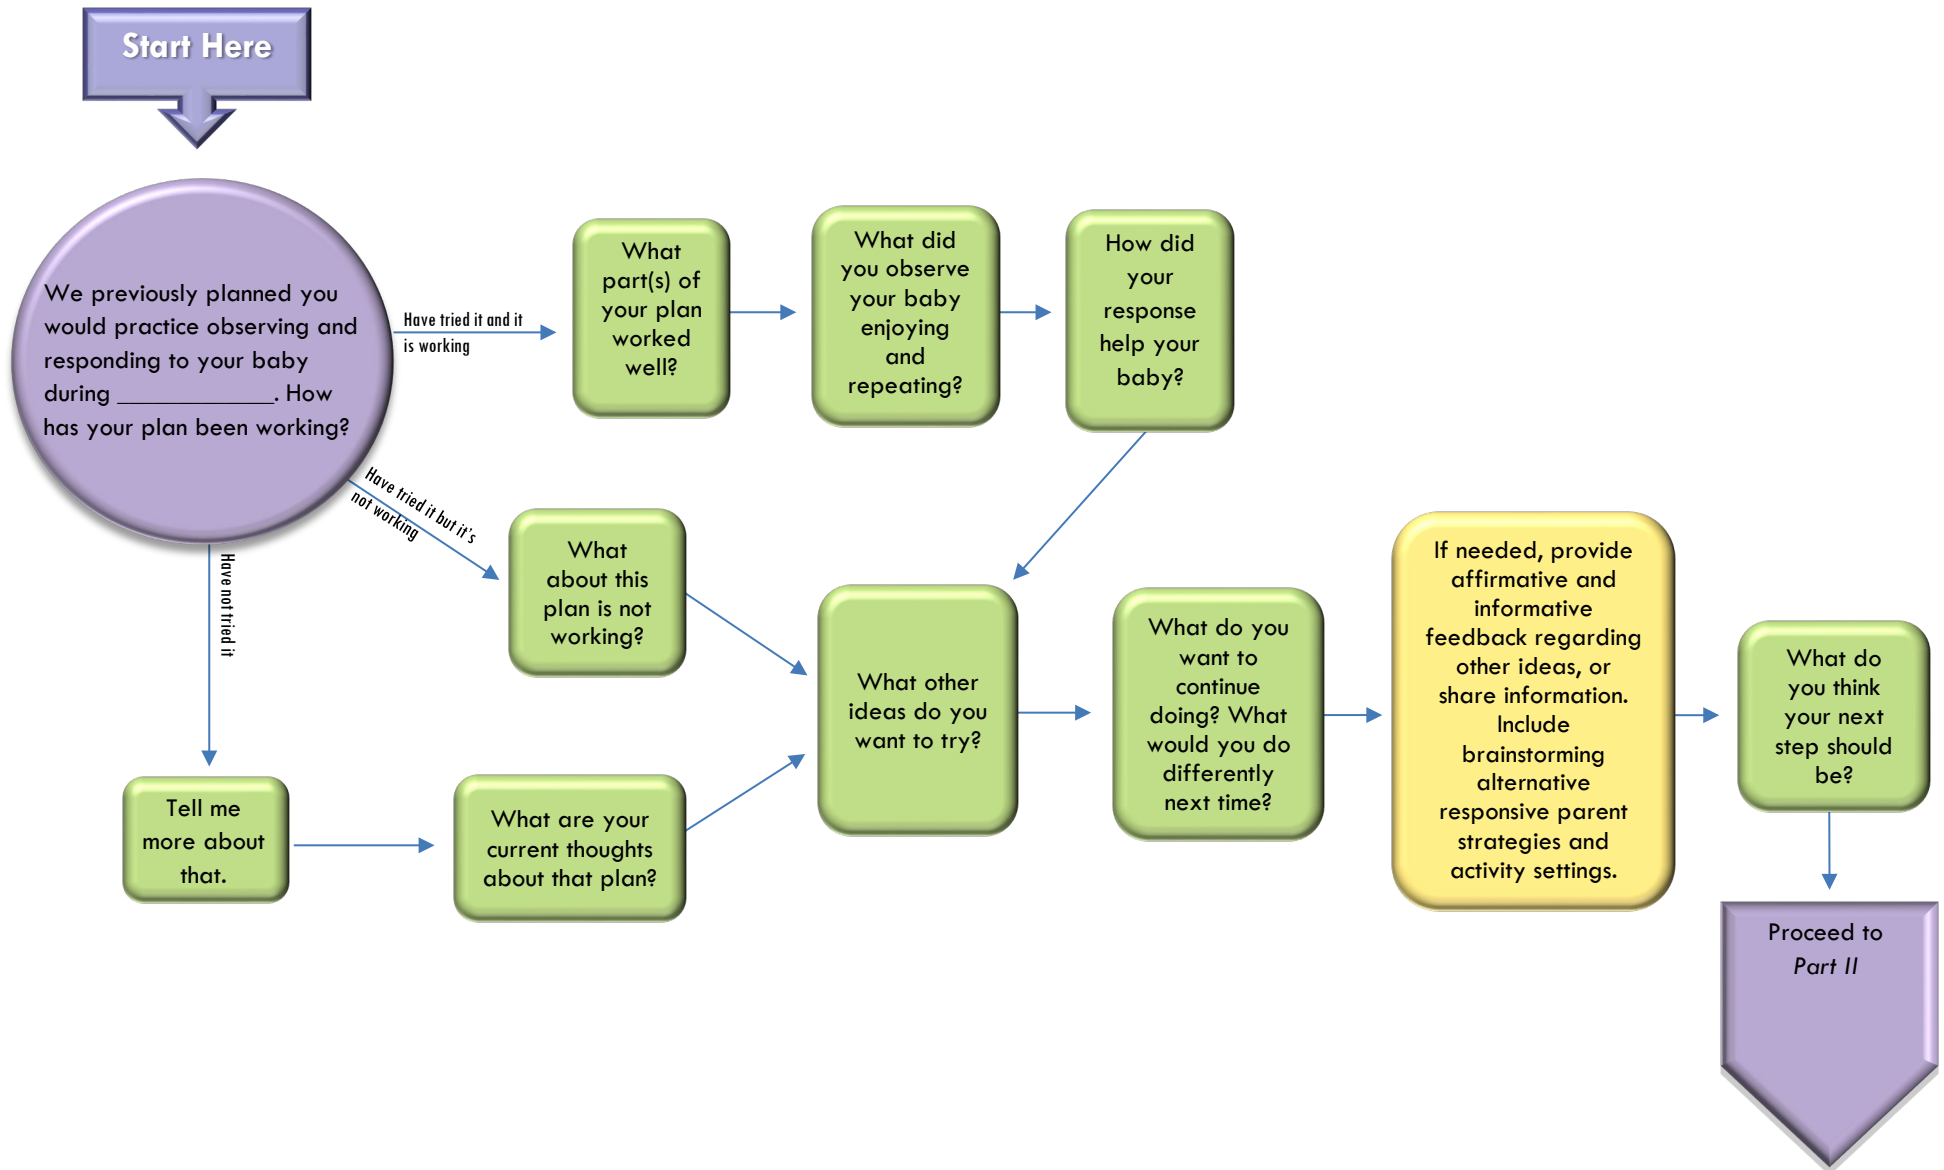 Start Here
We previously planned you
would practice observing and
responding to your baby
during ____________. How
has your plan been working?
Have tried it and it
is working
What
part(s) of
your plan
worked
well?
What did
you observe
your baby
enjoying
and
repeating?
How did
your
response
help your
baby?
Have tried it but it's
not working
What
about this
plan is not
working?
Have not tried it
Tell me
more about
that.
What are your
current thoughts
about that plan?
What other
ideas do you
want to try?
What do you
want to
continue
doing? What
would you do
differently
next time?
If needed, provide
affirmative and
informative
feedback regarding
other ideas, or
share information.
Include
brainstorming
alternative
responsive parent
strategies and
activity settings.
What do
you think
your next
step should
be?
Proceed to
Part II